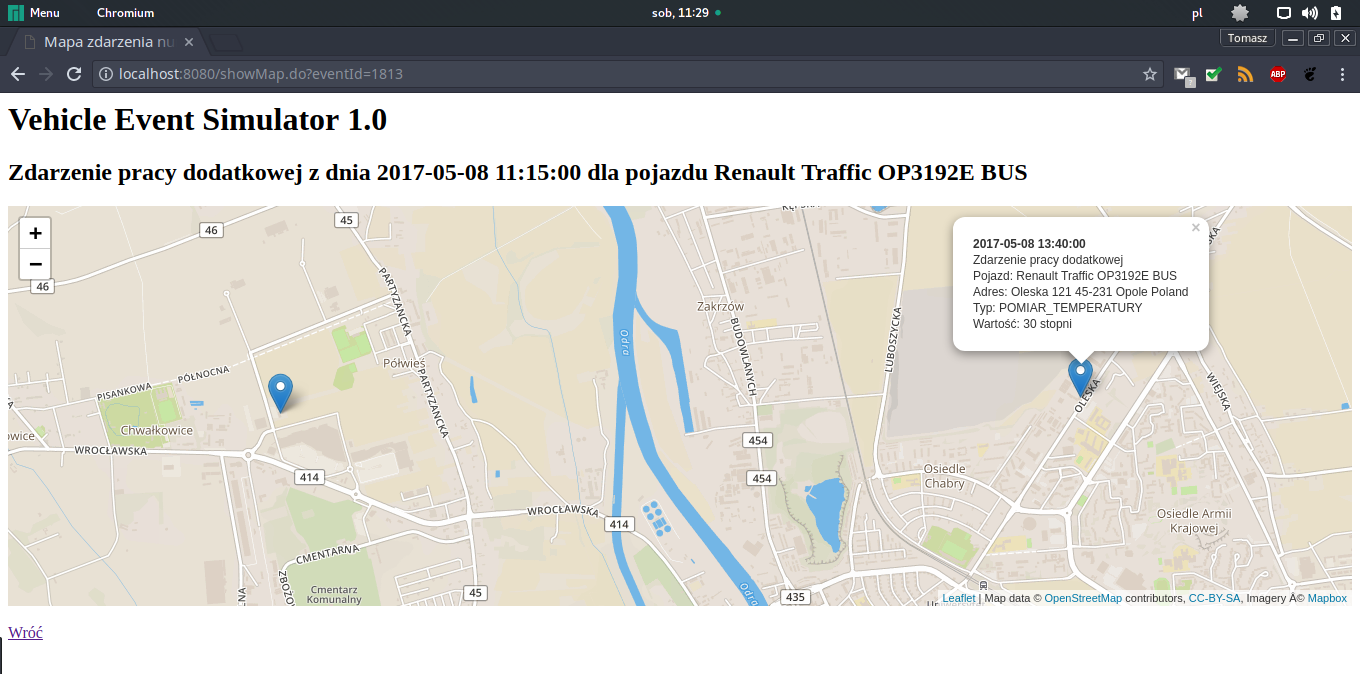 Menu Chromium sob, 11:29 pl
Mapa zdarzenia nu Tomasz
localhost:8080/showMap.do?eventId=1813 ABP
Vehicle Event Simulator 1.0
Zdarzenie pracy dodatkowej z dnia 2017-05-08 11:15:00 dla pojazdu Renault Traffic OP3192E BUS
+
−
46
45
46
PARTYZANCKA
Półwieś
PARTYZANCKA
PISANKOWA
PÓŁNOCNA
Chwałkowice
owice
WROCŁAWSKA
414
WROCŁAWSKA
414
CMENTARNA
Cmentarz
Komunalny
45
Odra
Odra
Zakrzów
BUDOWLANYCH
454
454
435
LUBOSZYCKA
2017-05-08 13:40:00
Zdarzenie pracy dodatkowej
Pojazd: Renault Traffic OP3192E BUS
Adres: Oleska 121 45-231 Opole Poland
Typ: POMIAR_TEMPERATURY
Wartość: 30 stopni
×
OLESKA
WIEJSKA
Osiedle
Chabry
Osiedle Armii
Krajowej
Leaflet | Map data © OpenStreetMap contributors, CC-BY-SA, Imagery Â© Mapbox
Wróć